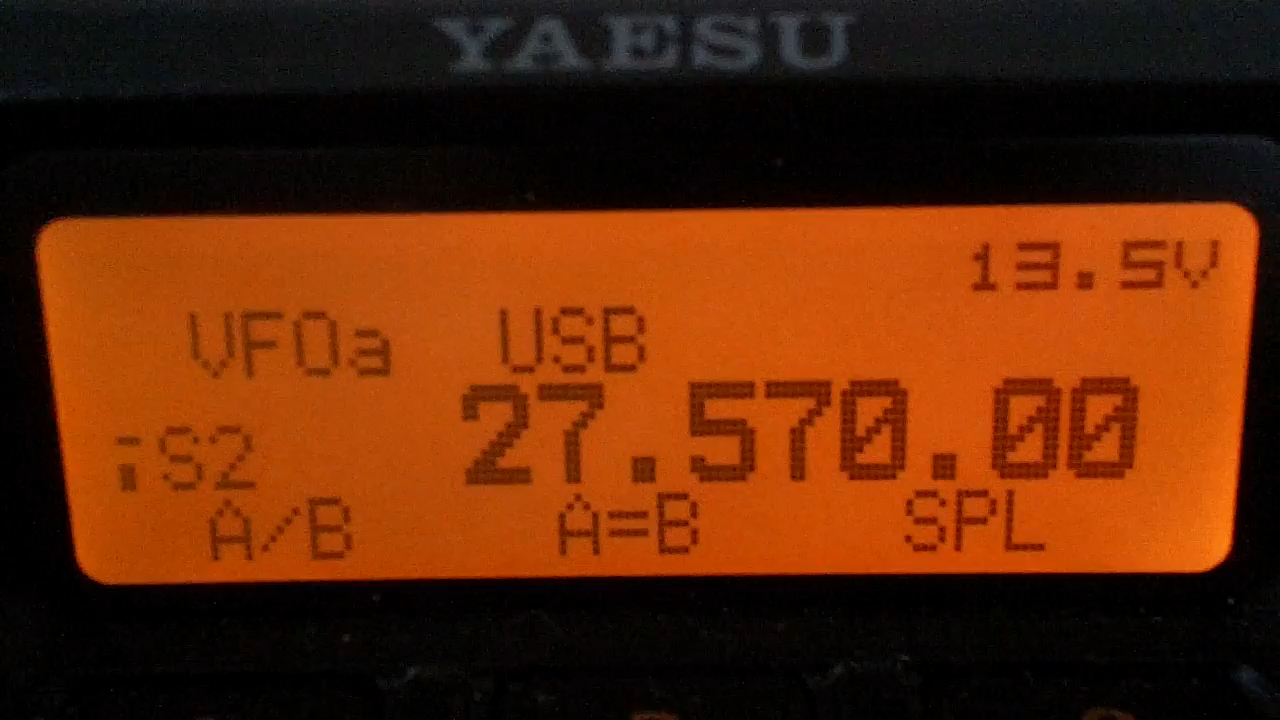 YAESU
13.5V
VFOa USB
27.570.00
S2
A/B A=B SPL